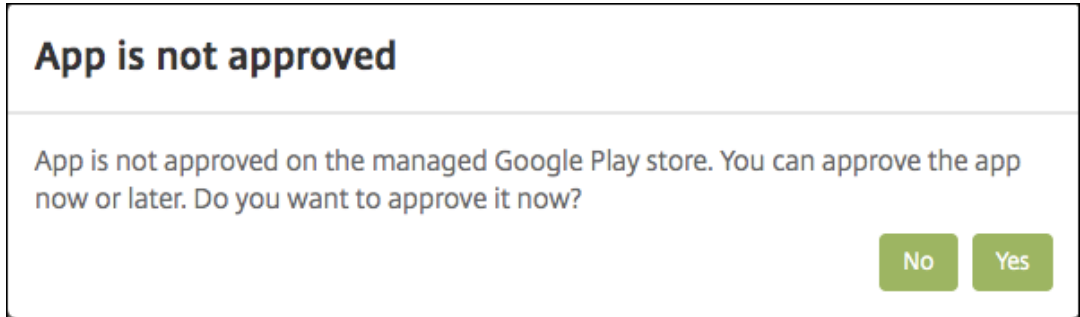 App is not approved
App is not approved on the managed Google Play store. You can approve the app
now or later. Do you want to approve it now?
No Yes